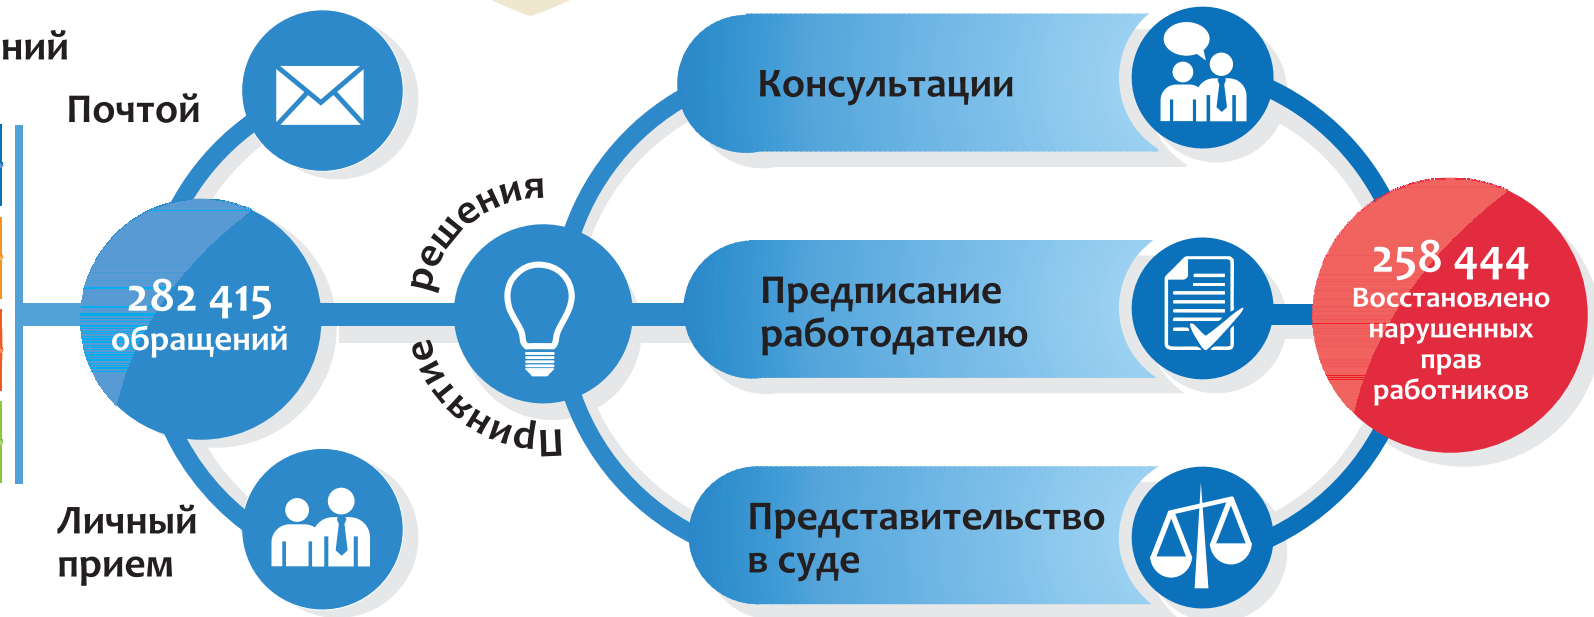 ний
Почтой
282 415
обращений
Личный
прием
Принятие решения
Консультации
Предписание
работодателю
Представительство
в суде
258 444
Восстановлено
нарушенных
прав
работников